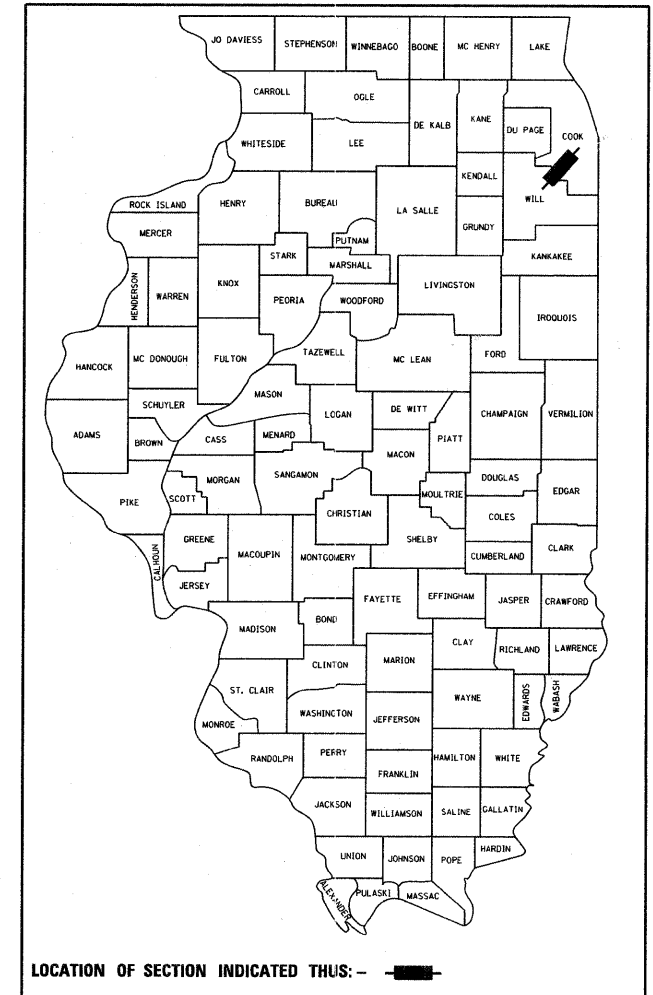 JO DAVIESS STEPHENSON WINNEBAGO BOONE MC HENRY LAKE
CARROLL OGLE DE KALB KANE DU PAGE COOK
WHITESIDE LEE KENDALL WILL
ROCK ISLAND HENRY BUREAU LA SALLE GRUNDY
MERCER STARK PUTNAM KANKAKEE
MARSHALL
HENDERSON WARREN KNOX PEORIA WOODFORD LIVINGSTON IROQUOIS
HANCOCK MC DONOUGH FULTON TAZEWELL MC LEAN FORD
MASON
SCHUYLER LOGAN DE WITT CHAMPAIGN VERMILION
ADAMS BROWN CASS MENARD MACON PIATT
PIKE SCOTT MORGAN SANGAMON MOULTRIE DOUGLAS EDGAR
CHRISTIAN COLES
CALHOUN GREENE MACOUPIN MONTGOMERY SHELBY CUMBERLAND CLARK
JERSEY FAYETTE EFFINGHAM JASPER CRAWFORD
MADISON BOND
CLINTON MARION CLAY RICHLAND LAWRENCE
ST. CLAIR WAYNE EDWARDS WABASH
MONROE WASHINGTON JEFFERSON
RANDOLPH PERRY HAMILTON WHITE
FRANKLIN
JACKSON WILLIAMSON SALINE GALLATIN
UNION JOHNSON POPE HARDIN
ALEXANDER PULASKI MASSAC
LOCATION OF SECTION INDICATED THUS: -